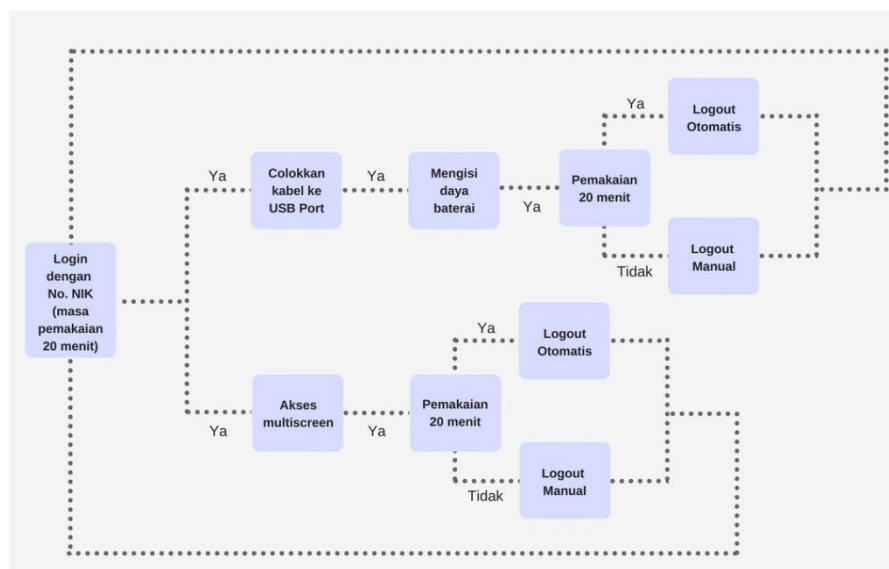 Login
dengan
No. NIK
(masa
pemakaian
20 menit)
Ya
Colokkan
kabel ke
USB Port
Ya
Mengisi
daya
baterai
Ya
Pemakaian
20 menit
Ya
Logout
Otomatis
Tidak
Logout
Manual
Ya
Akses
multiscreen
Ya
Pemakaian
20 menit
Ya
Logout
Otomatis
Tidak
Logout
Manual